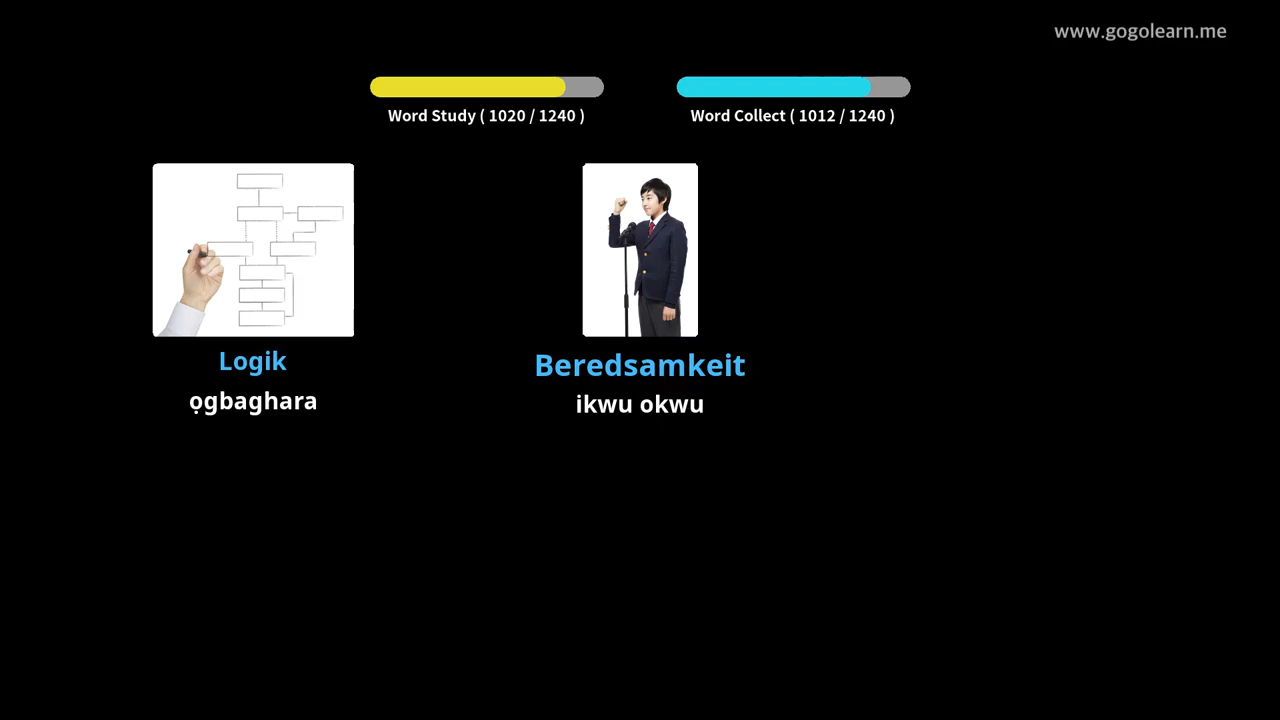 www.gogolearn.me
Word Study ( 1020 / 1240 )
Word Collect ( 1012 / 1240 )
Logik
ọgbaghara
Beredsamkeit
ikwu okwu